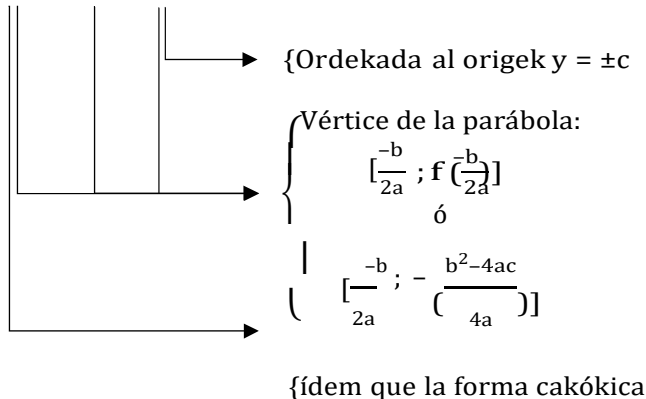 {Ordekada al origek y = ±c
Vértice de la parábola:
[–b/2a ; f (–b/2a)]
ó
[–b/2a ; – (b²–4ac/4a)]
{ídem que la forma cakókica